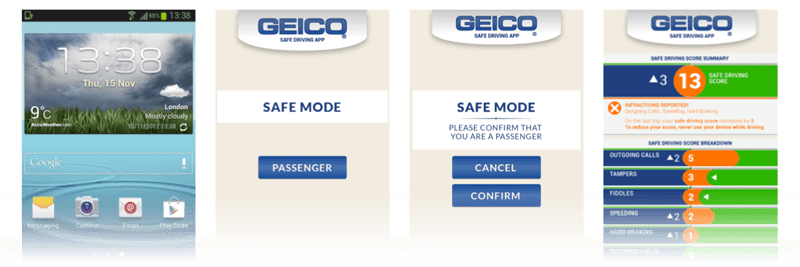 88% 13:38
13:38
Thu, 15 Nov
9°C
London
Mostly cloudy
AccuWeather.com
15/11/2012 13:38
Google
Messaging
Camera
Email
Play Store
GEICO
SAFE DRIVING APP
SAFE MODE
PASSENGER
GEICO
SAFE DRIVING APP
SAFE MODE
PLEASE CONFIRM THAT
YOU ARE A PASSENGER
CANCEL
CONFIRM
GEICO
SAFE DRIVING APP
SAFE DRIVING SCORE SUMMARY
▲3 13 SAFE DRIVING
SCORE
INFRACTIONS REPORTED!
Outgoing Calls, Speeding, Hard Braking
On the last trip, your safe driving score increased by 3
To reduce your score, never use your device while driving.
SAFE DRIVING SCORE BREAKDOWN
OUTGOING CALLS ▲2 5
TAMPERS 3
FIDDLES 2
SPEEDING ▲2 2
HARD BRAKING ▲1 1
INCOMING CALLS